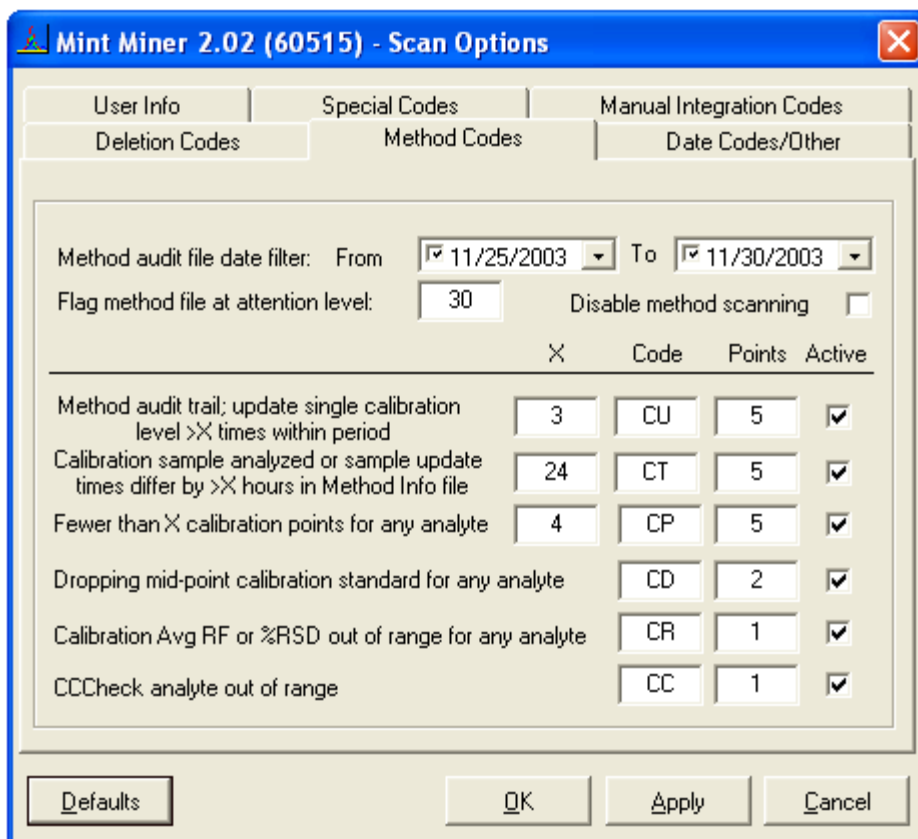 Mint Miner 2.02 (60515) - Scan Options
User Info Special Codes Manual Integration Codes
Deletion Codes Method Codes Date Codes/Other
Method audit file date filter: From 11/25/2003 To 11/30/2003
Flag method file at attention level: 30 Disable method scanning
X Code Points Active
Method audit trail; update single calibration
level >X times within period 3 CU 5
Calibration sample analyzed or sample update
times differ by >X hours in Method Info file 24 CT 5
Fewer than X calibration points for any analyte 4 CP 5
Dropping mid-point calibration standard for any analyte CD 2
Calibration Avg RF or %RSD out of range for any analyte CR 1
CCCheck analyte out of range CC 1
Defaults OK Apply Cancel